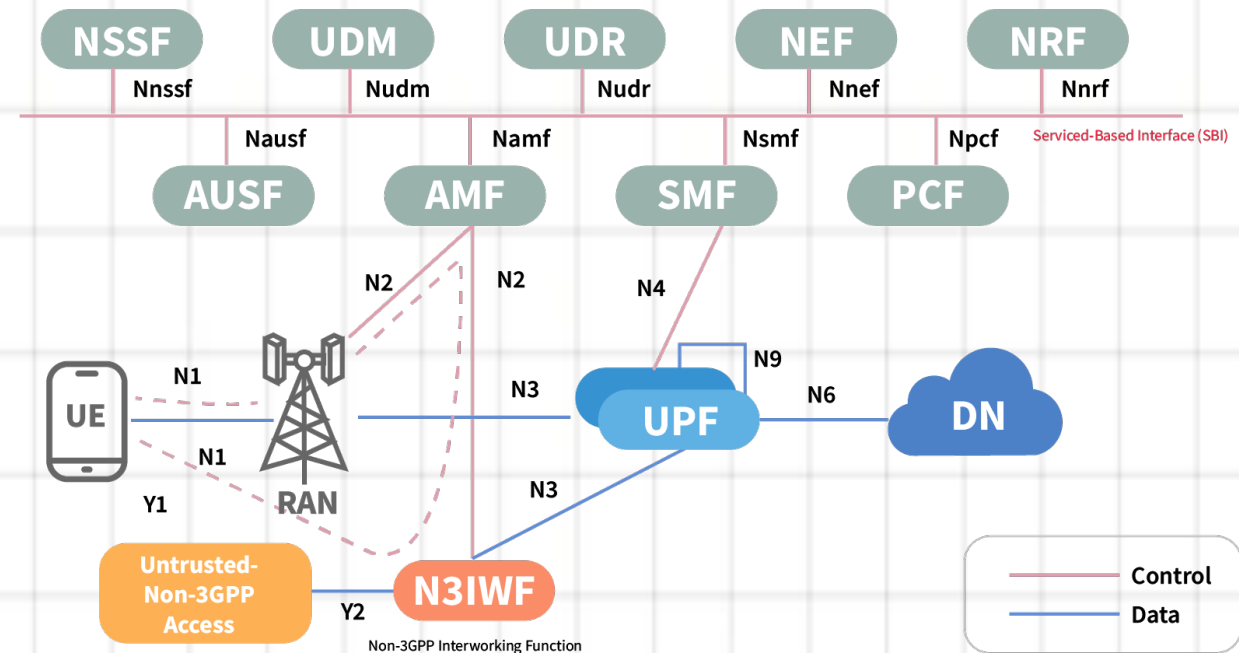 NSSF
UDM
UDR
NEF
NRF
Nnssf
Nudm
Nudr
Nnef
Nnrf
Nausf
Namf
Nsmf
Npcf
Serviced-Based Interface (SBI)
AUSF
AMF
SMF
PCF
N2
N2
N4
N9
N1
N3
N6
UE
UPF
DN
N1
N3
Y1
RAN
Untrusted-
Non-3GPP
Access
Y2
N3IWF
Non-3GPP Interworking Function
Control
Data